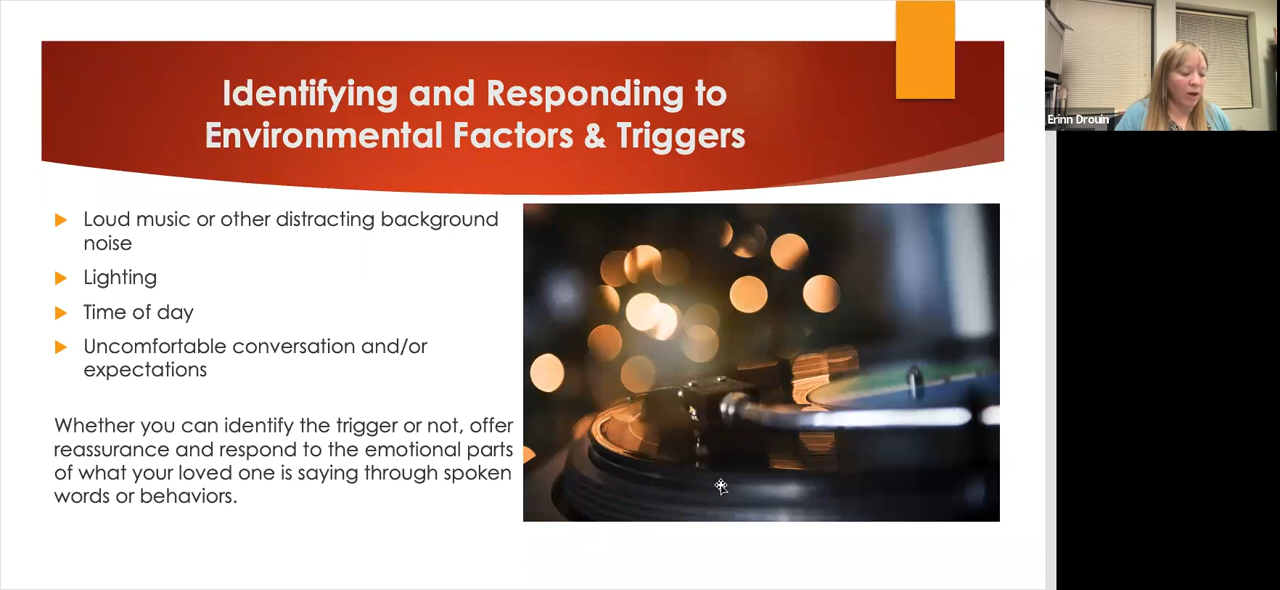 Identifying and Responding to
Environmental Factors & Triggers
Loud music or other distracting background
noise
Lighting
Time of day
Uncomfortable conversation and/or
expectations
Whether you can identify the trigger or not, offer
reassurance and respond to the emotional parts
of what your loved one is saying through spoken
words or behaviors.
Erinn Drouin